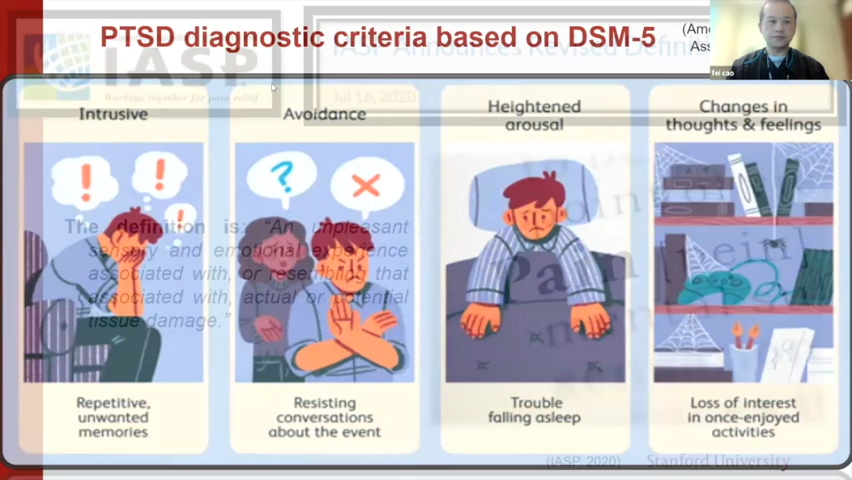 PTSD diagnostic criteria based on DSM-5
(Ame
Ass
fei cao
IASP
IASP Announces Revised Defini
Working together for pain relief
Jul 16, 2020
Intrusive
Avoidance
Heightened
arousal
Changes in
thoughts & feelings
The definition is: “An unpleasant
sensory and emotional experience
associated with, or resembling that
associated with, actual or potential
tissue damage.”
Pain [pein]
Repetitive,
unwanted
memories
Resisting
conversations
about the event
Trouble
falling asleep
Loss of interest
in once-enjoyed
activities
(IASP, 2020)
Stanford University